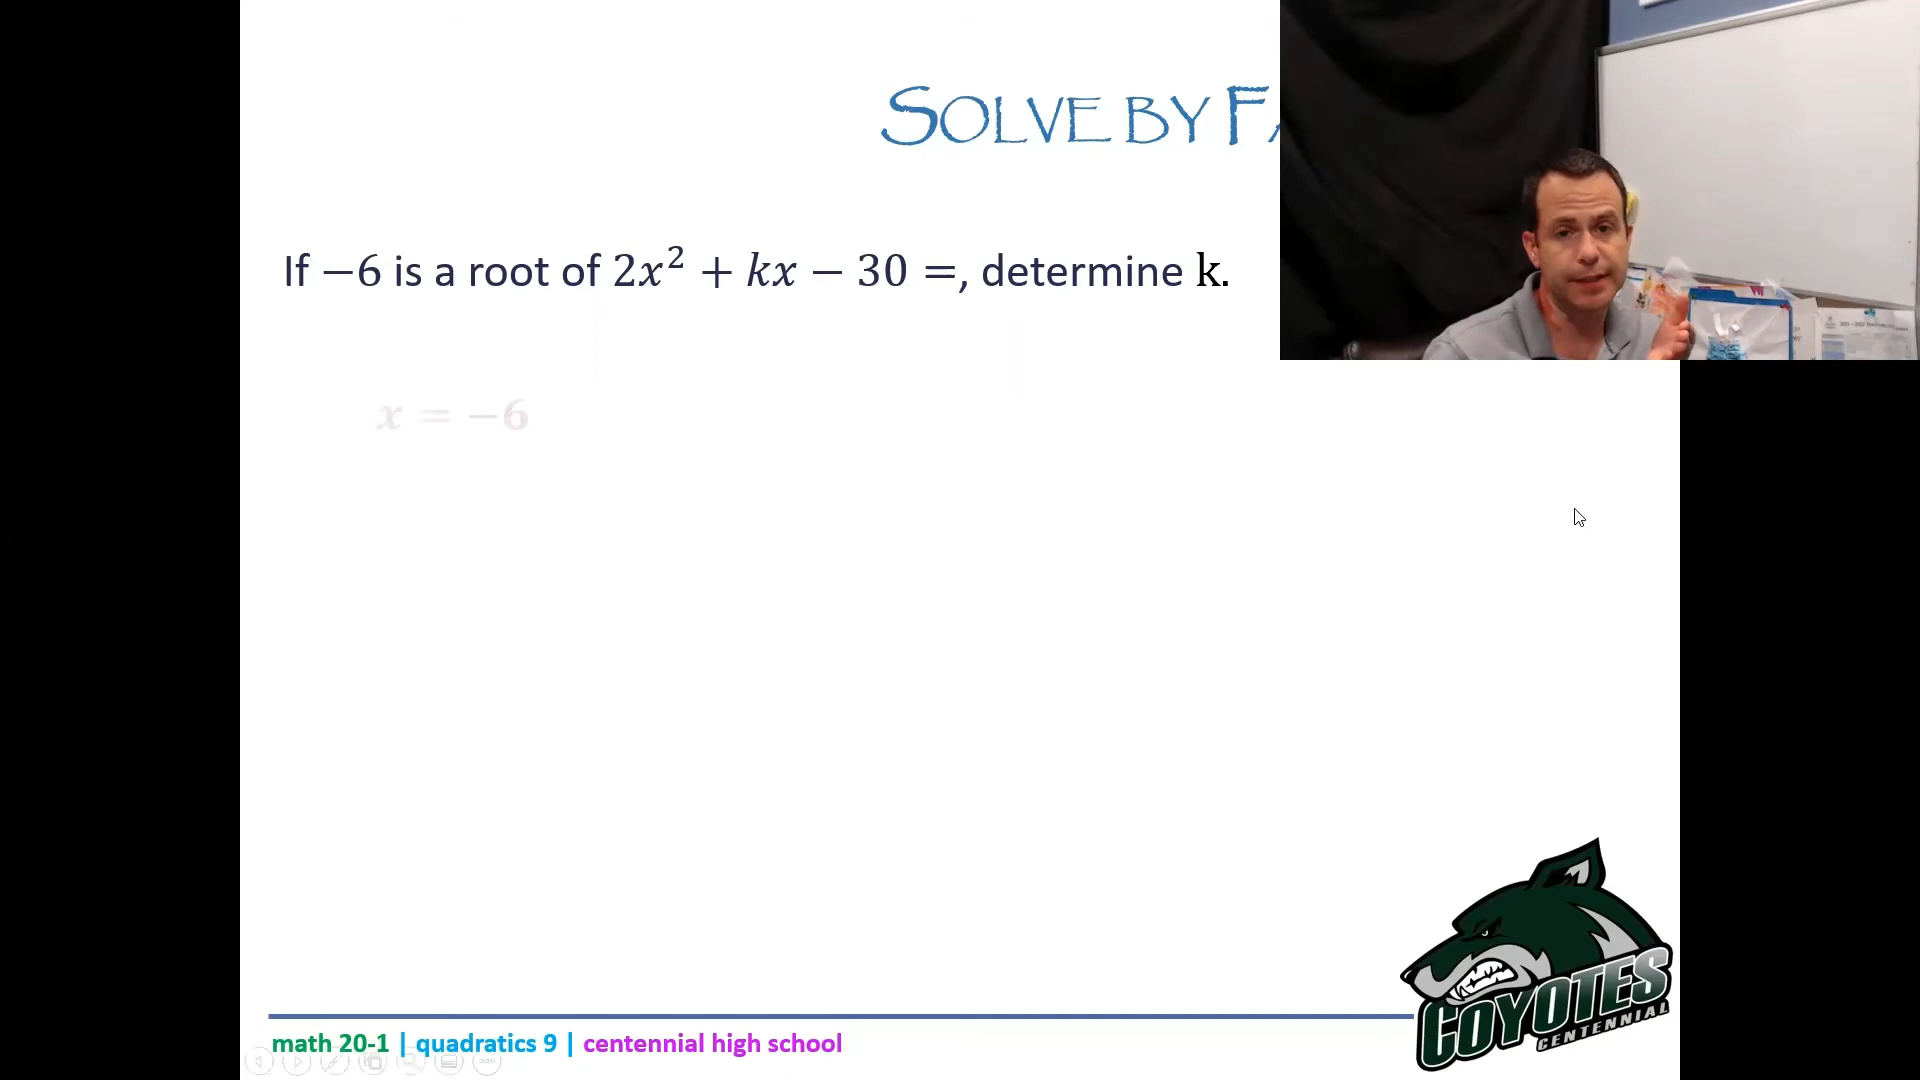 SOLVE BY FA
If −6 is a root of 2x² + kx − 30 =, determine k.
x = −6
COYOTES
CENTENNIAL
math 20-1 | quadratics 9 | centennial high school